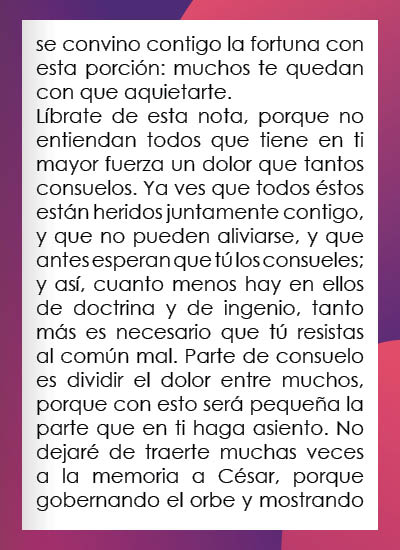 se convino contigo la fortuna con
esta porción: muchos te quedan
con que aquietarte.
Líbrate de esta nota, porque no
entiendan todos que tiene en ti
mayor fuerza un dolor que tantos
consuelos. Ya ves que todos éstos
están heridos juntamente contigo,
y que no pueden aliviarse, y que
antes esperan que tú los consueles;
y así, cuanto menos hay en ellos
de doctrina y de ingenio, tanto
más es necesario que tú resistas
al común mal. Parte de consuelo
es dividir el dolor entre muchos,
porque con esto será pequeña la
parte que en ti haga asiento. No
dejaré de traerte muchas veces
a la memoria a César, porque
gobernando el orbe y mostrando